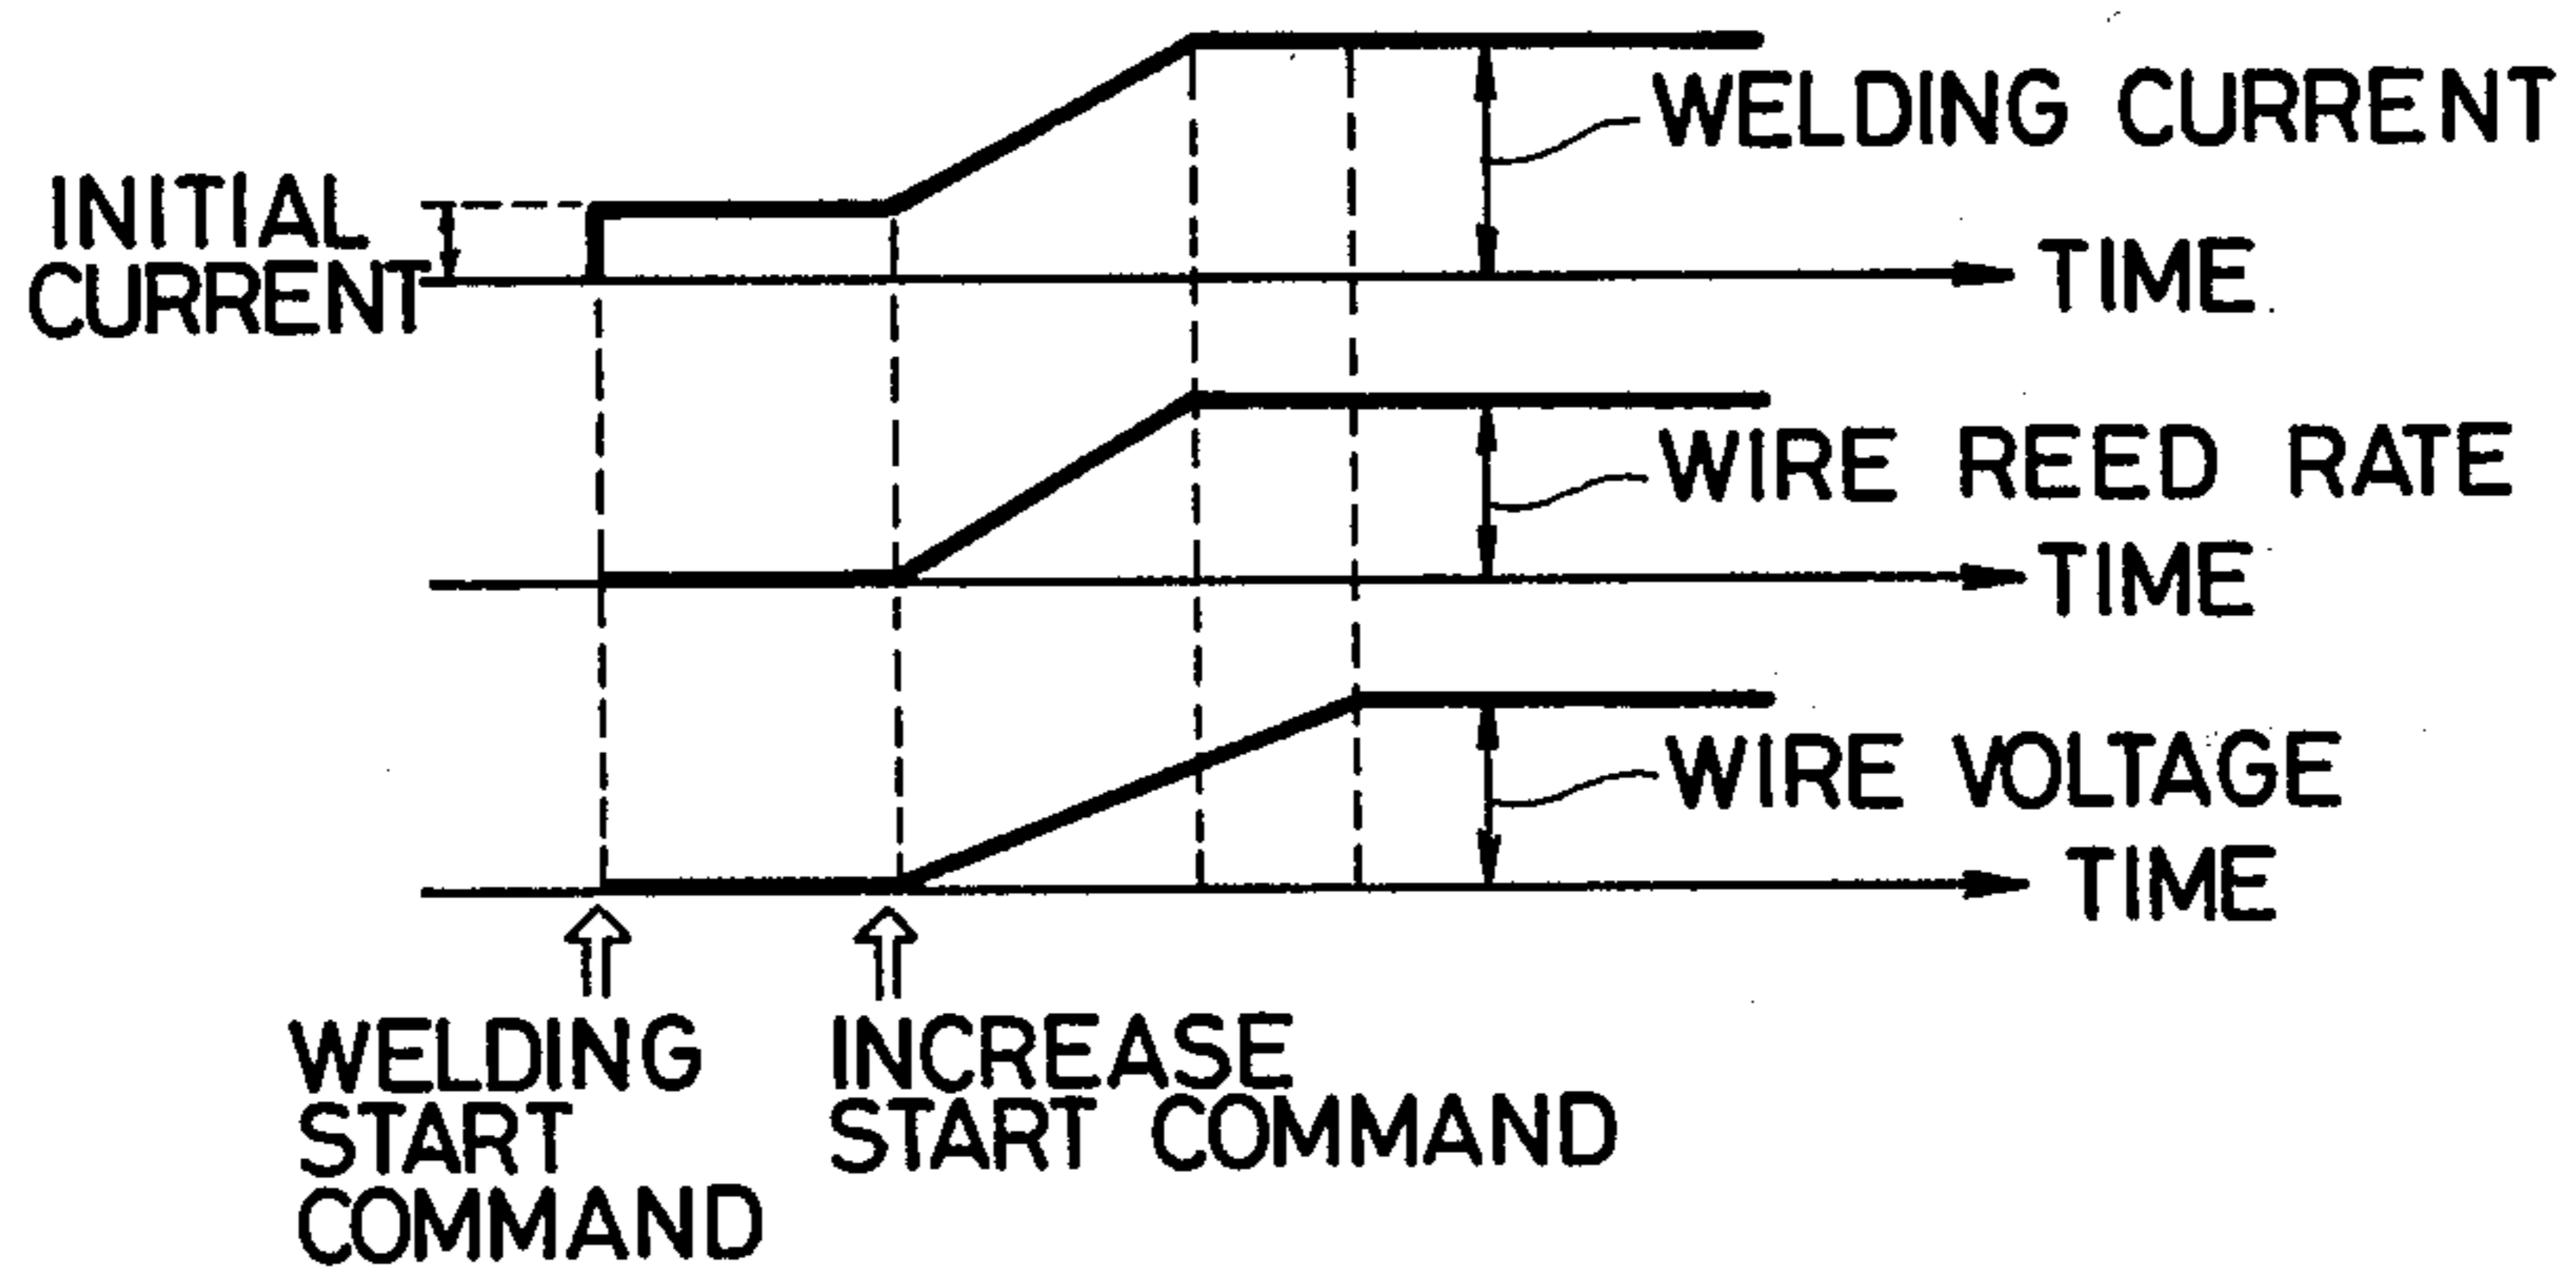 WELDING CURRENT
INITIAL
CURRENT
TIME
WIRE REED RATE
TIME
WIRE VOLTAGE
TIME
WELDING
START
COMMAND
INCREASE
START COMMAND